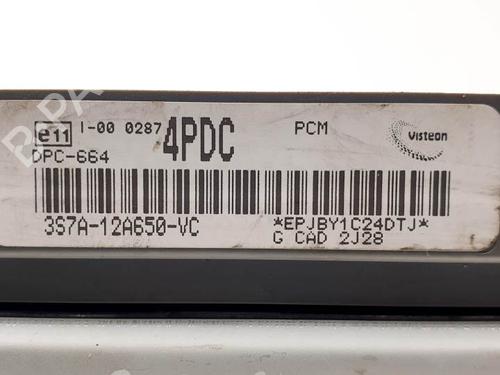 e11 I-00 0287 4PDC PCM Visteon
DPC-664
3S7A-12A650-VC *EPJBY1C24DTJ*
G CAD 2J28